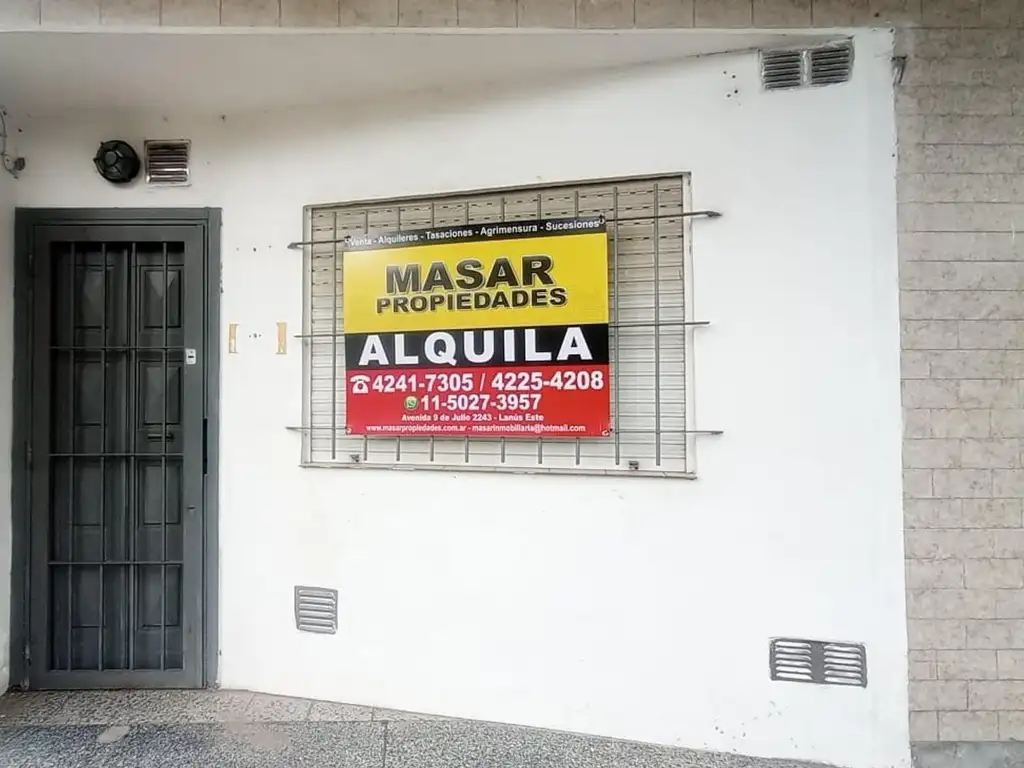 Venta - Alquileres - Tasaciones - Agrimensura - Sucesiones
MASAR
PROPIEDADES
ALQUILA
4241-7305 / 4225-4208
11-5027-3957
Avenida 9 de Julio 2243 - Lanús Este
www.masarpropiedades.com.ar - masarinmobiliaria@hotmail.com